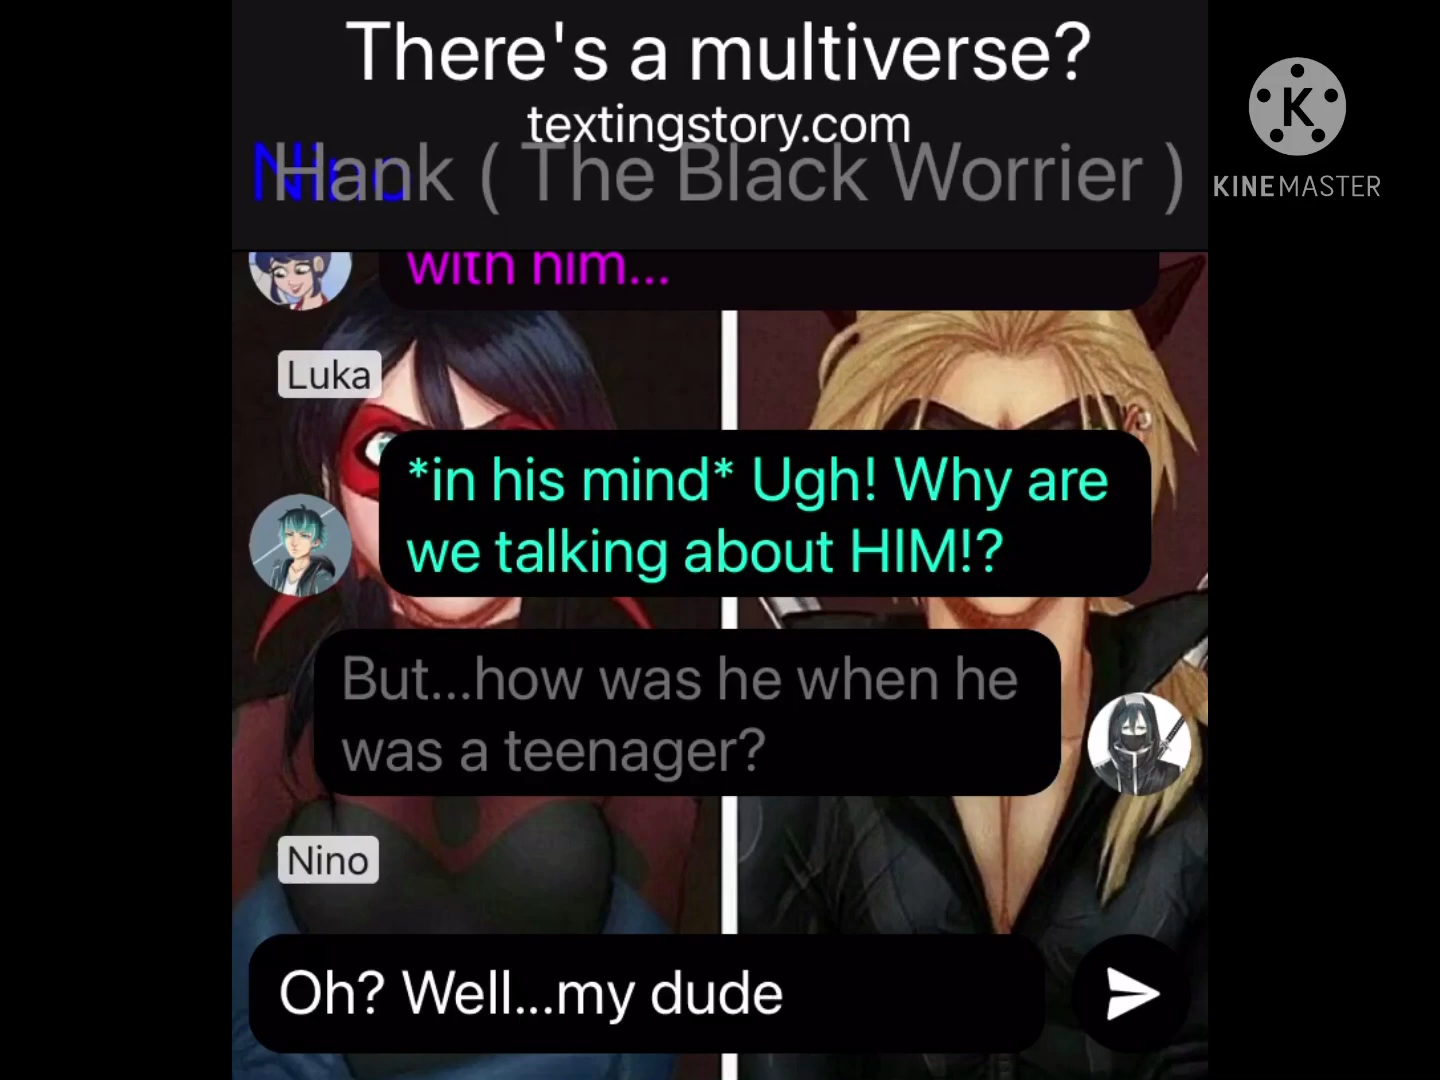 There's a multiverse?
textingstory.com
Nino
Hank ( The Black Worrier )
K
KINEMASTER
with him...
Luka
*in his mind* Ugh! Why are
we talking about HIM!?
But...how was he when he
was a teenager?
Nino
Oh? Well...my dude